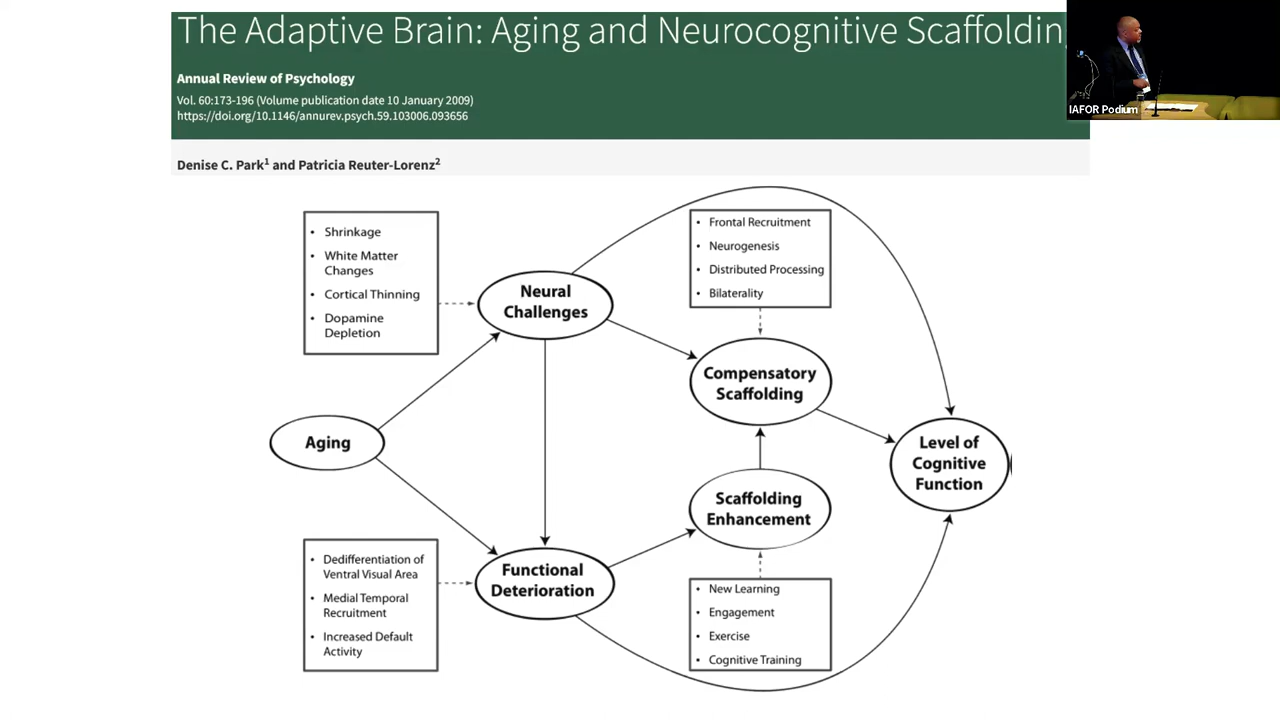 The Adaptive Brain: Aging and Neurocognitive Scaffoldin
Annual Review of Psychology
Vol. 60:173-196 (Volume publication date 10 January 2009)
https://doi.org/10.1146/annurev.psych.59.103006.093656
Denise C. Park1 and Patricia Reuter-Lorenz2
IAFOR Podium
• Shrinkage
• White Matter
Changes
• Cortical Thinning
• Dopamine
Depletion
Neural
Challenges
• Frontal Recruitment
• Neurogenesis
• Distributed Processing
• Bilaterality
Compensatory
Scaffolding
Aging
Level of
Cognitive
Function
Scaffolding
Enhancement
• Dedifferentiation of
Ventral Visual Area
• Medial Temporal
Recruitment
• Increased Default
Activity
Functional
Deterioration
• New Learning
• Engagement
• Exercise
• Cognitive Training